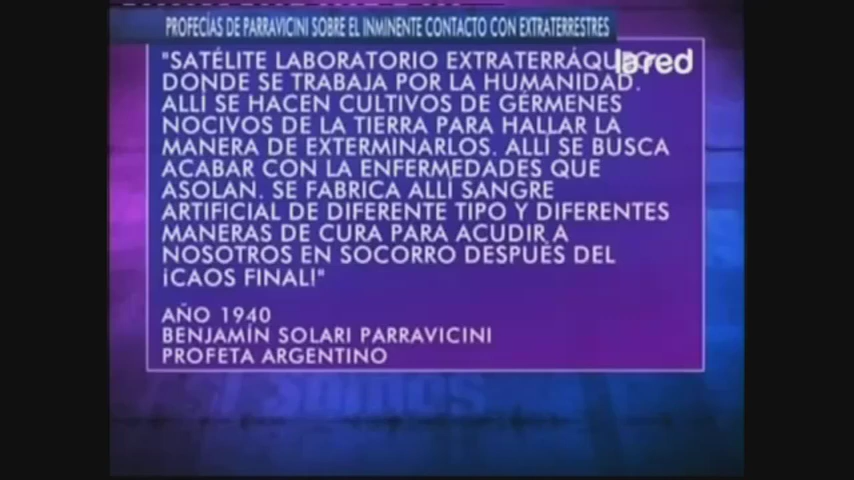 PROFECÍAS DE PARRAVICINI SOBRE EL INMINENTE CONTACTO CON EXTRATERRESTRES
"SATÉLITE LABORATORIO EXTRATERRÁQUEO
la red
DONDE SE TRABAJA POR LA HUMANIDAD.
ALLÍ SE HACEN CULTIVOS DE GÉRMENES
NOCIVOS DE LA TIERRA PARA HALLAR LA
MANERA DE EXTERMINARLOS. ALLÍ SE BUSCA
ACABAR CON LA ENFERMEDADES QUE
ASOLAN. SE FABRICA ALLÍ SANGRE
ARTIFICIAL DE DIFERENTE TIPO Y DIFERENTES
MANERAS DE CURA PARA ACUDIR A
NOSOTROS EN SOCORRO DESPUÉS DEL
¡CAOS FINAL!"
AÑO 1940
BENJAMÍN SOLARI PARRAVICINI
PROFETA ARGENTINO
Somos